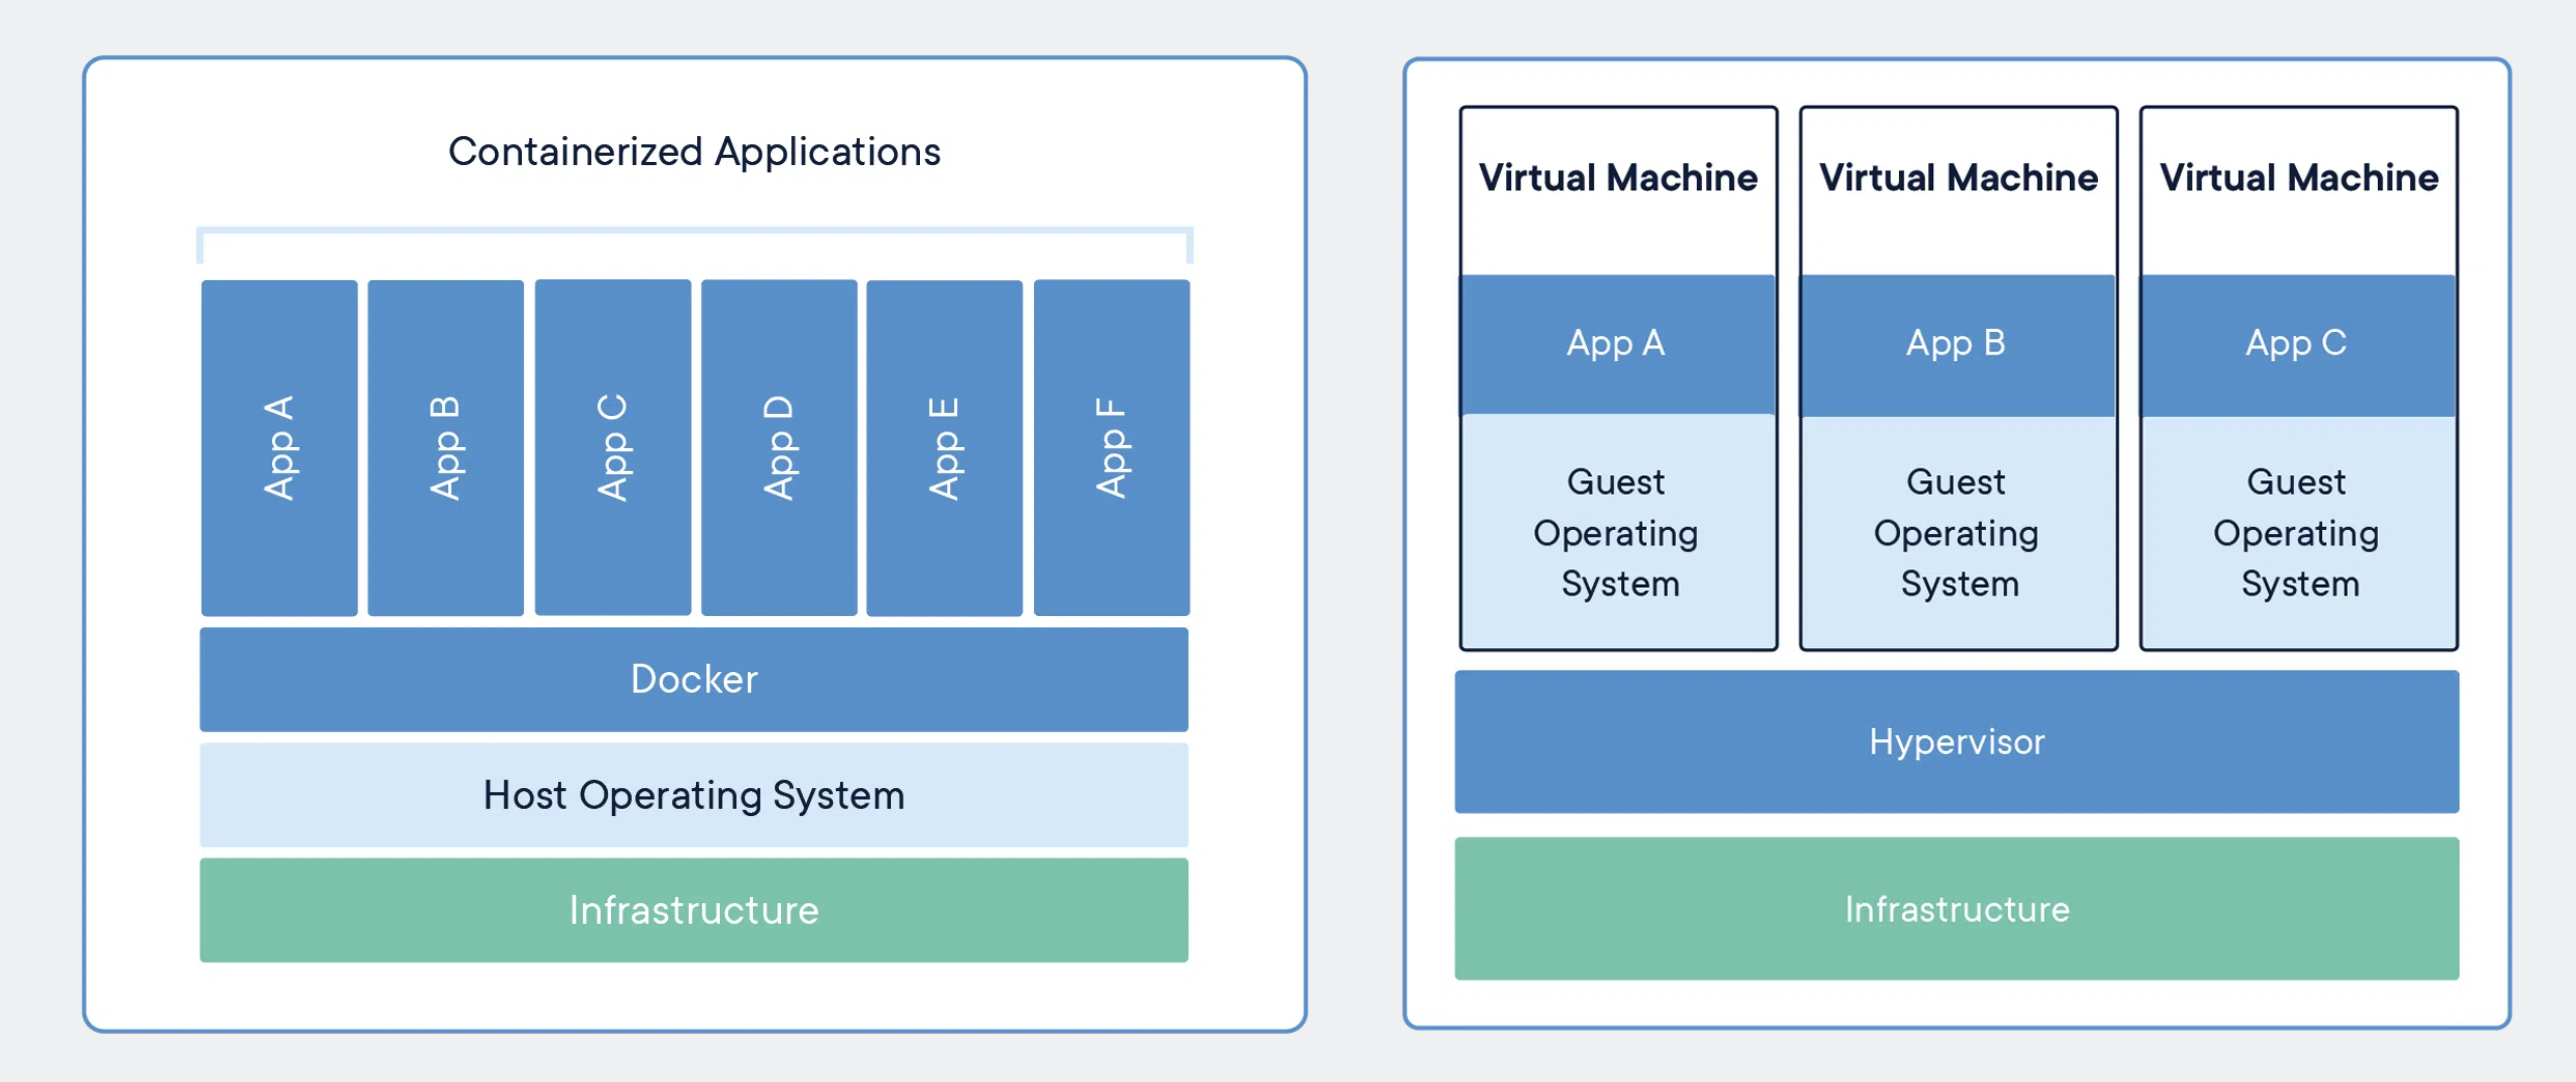 Containerized Applications
App A
App B
App C
App D
App E
App F
Docker
Host Operating System
Infrastructure
Virtual Machine
App A
Guest
Operating
System
Virtual Machine
App B
Guest
Operating
System
Virtual Machine
App C
Guest
Operating
System
Hypervisor
Infrastructure